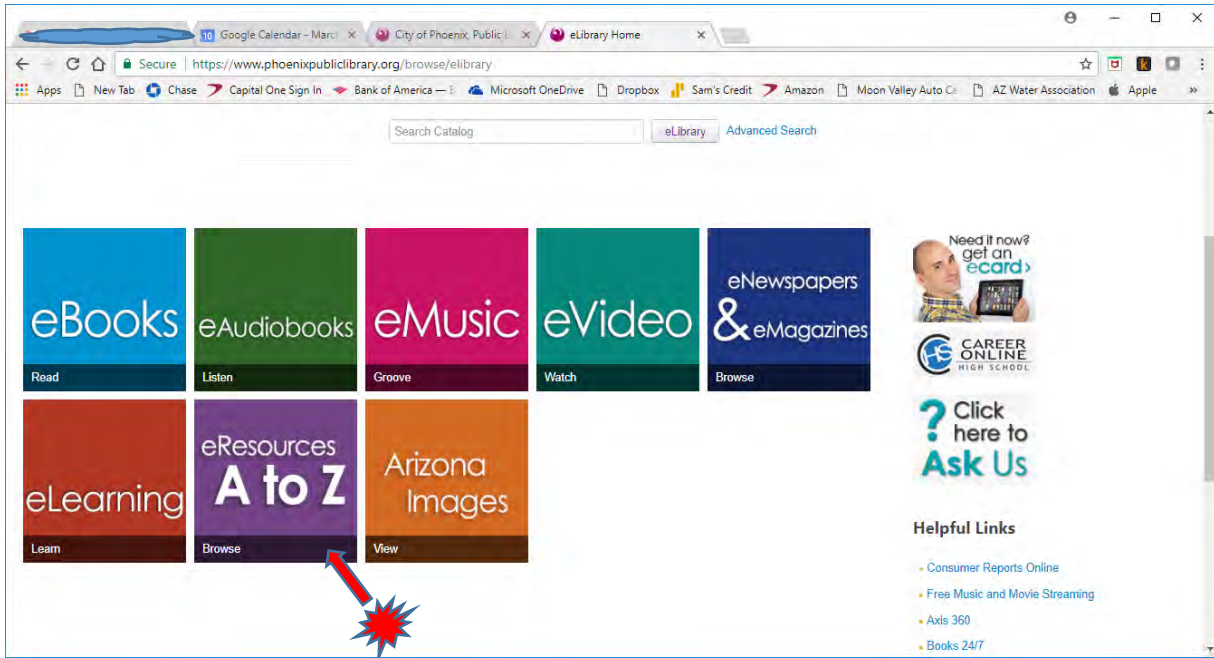 10 Google Calendar - Marc
City of Phoenix, Public L
eLibrary Home
Secure | https://www.phoenixpubliclibrary.org/browse/elibrary
Apps New Tab Chase Capital One Sign In Bank of America — Microsoft OneDrive Dropbox Sam's Credit Amazon Moon Valley Auto AZ Water Association Apple »
Search Catalog eLibrary Advanced Search
eBooks
Read
eAudiobooks
Listen
eMusic
Groove
eVideo
Watch
eNewspapers
& eMagazines
Browse
eLearning
Learn
eResources
A to Z
Browse
Arizona
Images
View
Need it now?
get an
ecard›
CHS CAREER
ONLINE
HIGH SCHOOL
? Click
here to
Ask Us
Helpful Links
Consumer Reports Online
Free Music and Movie Streaming
Axis 360
Books 24/7